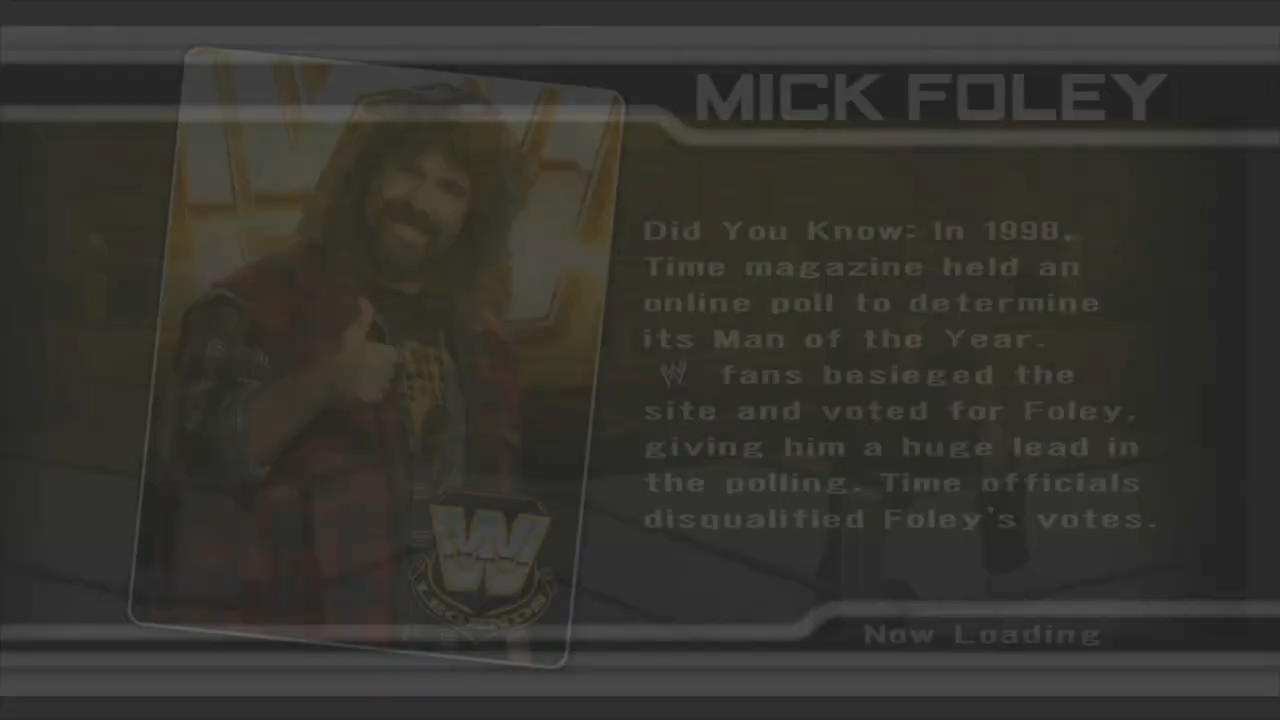 MICK FOLEY
Did You Know: In 1998,
Time magazine held an
online poll to determine
its Man of the Year.
W fans besieged the
site and voted for Foley,
giving him a huge lead in
the polling. Time officials
disqualified Foley's votes.
W
LEGENDS
Now Loading